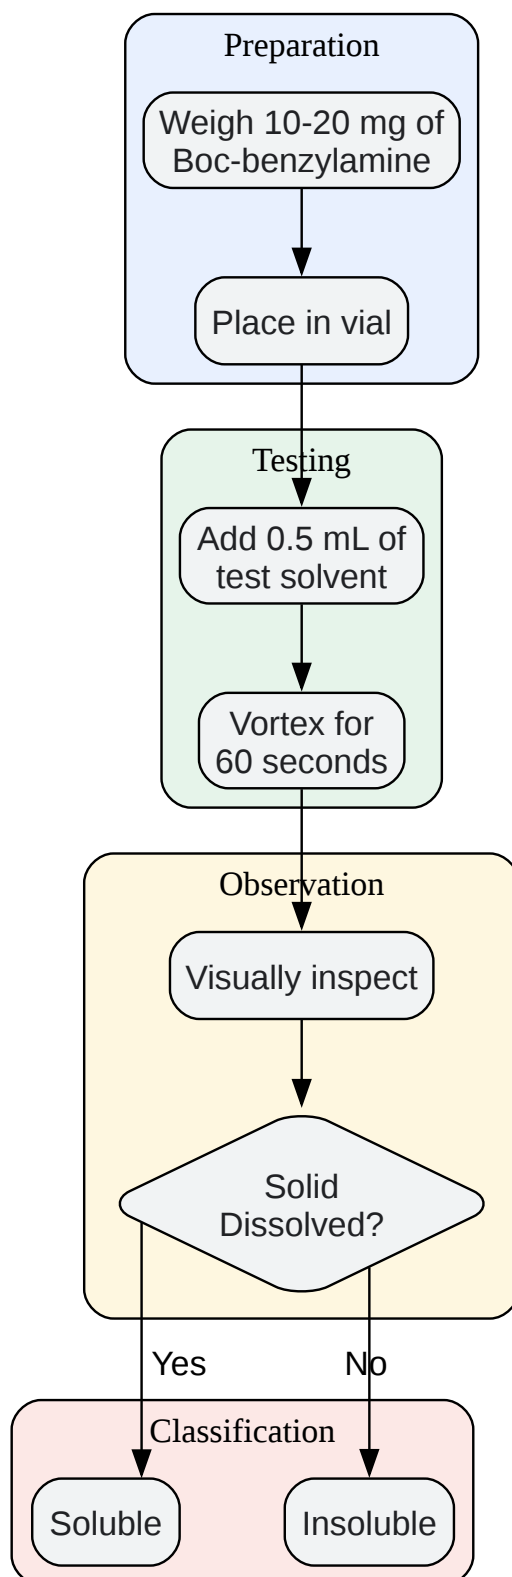 Preparation
Weigh 10-20 mg of
Boc-benzylamine
Place in vial
Testing
Add 0.5 mL of
test solvent
Vortex for
60 seconds
Observation
Visually inspect
Solid
Dissolved?
Yes
No
Classification
Soluble
Insoluble